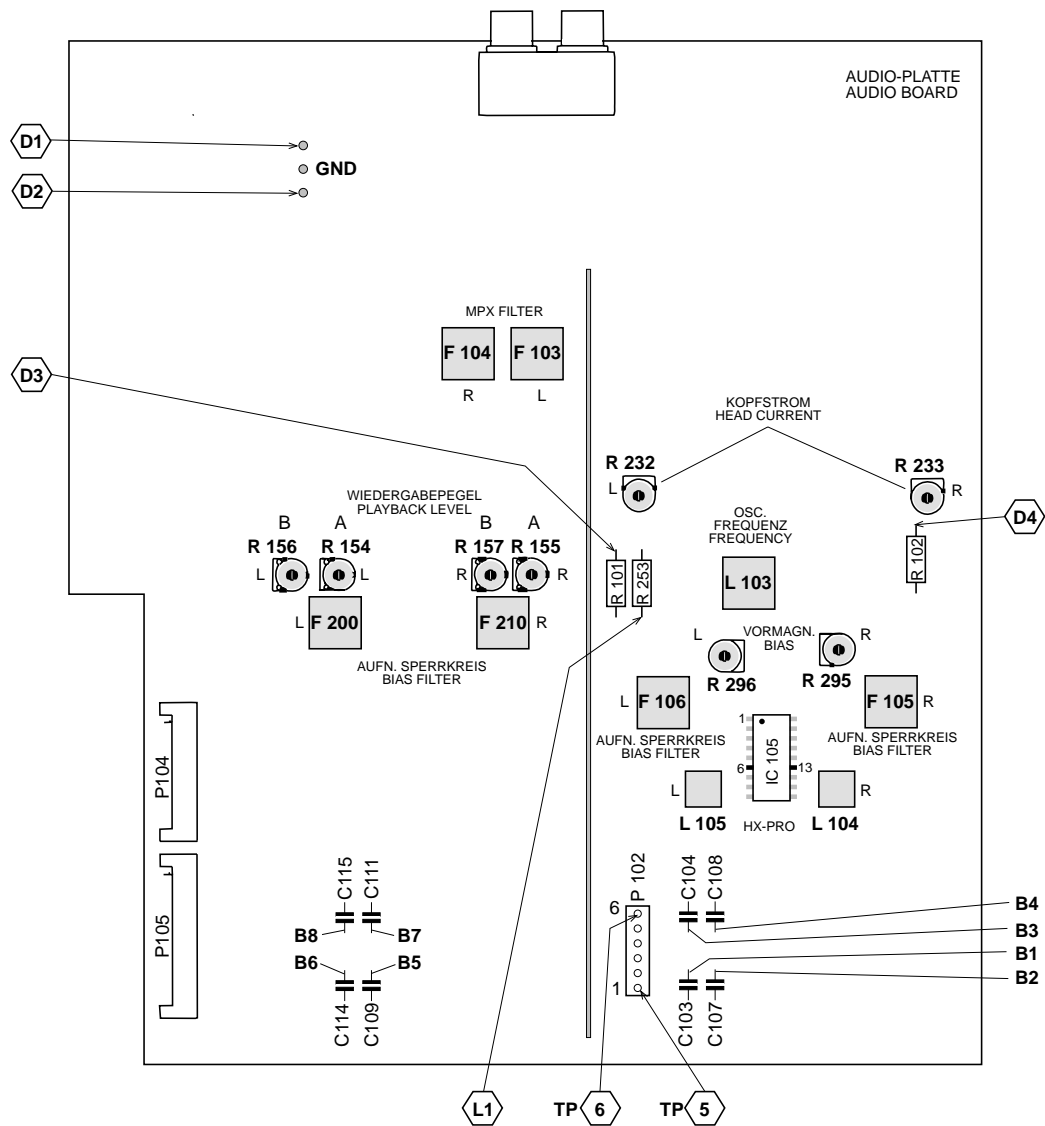 AUDIO-PLATTE
AUDIO BOARD
D1
GND
D2
MPX FILTER
F 104
F 103
R
L
D3
KOPFSTROM
HEAD CURRENT
R 232
L
R 233
R
WIEDERGABEPEGEL
PLAYBACK LEVEL
B
A
B
A
R 156
R 154
R 157
R 155
L
L
R
R
OSC.
FREQUENZ
FREQUENCY
D4
R 101
R 253
L 103
R 102
L
F 200
F 210
R
AUFN. SPERRKREIS
BIAS FILTER
L
VORMAGN.
BIAS
R
R 296
R 295
L
F 106
F 105
R
AUFN. SPERRKREIS
BIAS FILTER
AUFN. SPERRKREIS
BIAS FILTER
1
6
IC 105
13
L
R
L 105
HX-PRO
L 104
P104
P105
C115
C111
B8
B7
B6
B5
C114
C109
P 102
6
1
C104
C108
B4
B3
B1
B2
C103
C107
L1
TP 6
TP 5